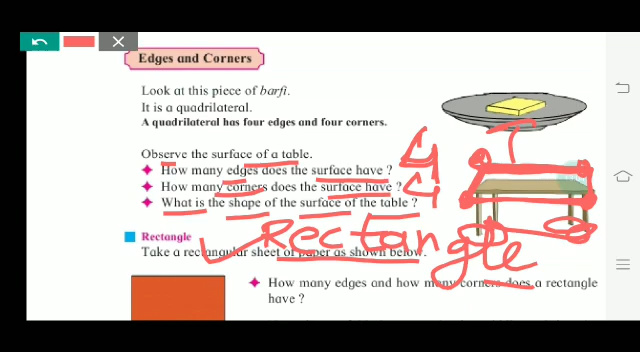 Edges and Corners
Look at this piece of barfi.
It is a quadrilateral.
A quadrilateral has four edges and four corners.
Observe the surface of a table.
How many edges does the surface have ? 4
How many corners does the surface have ? 4
What is the shape of the surface of the table ?
Rectangle
Rectangle
Take a rectangular sheet of paper as shown below.
How many edges and how many corners does a rectangle
have ?